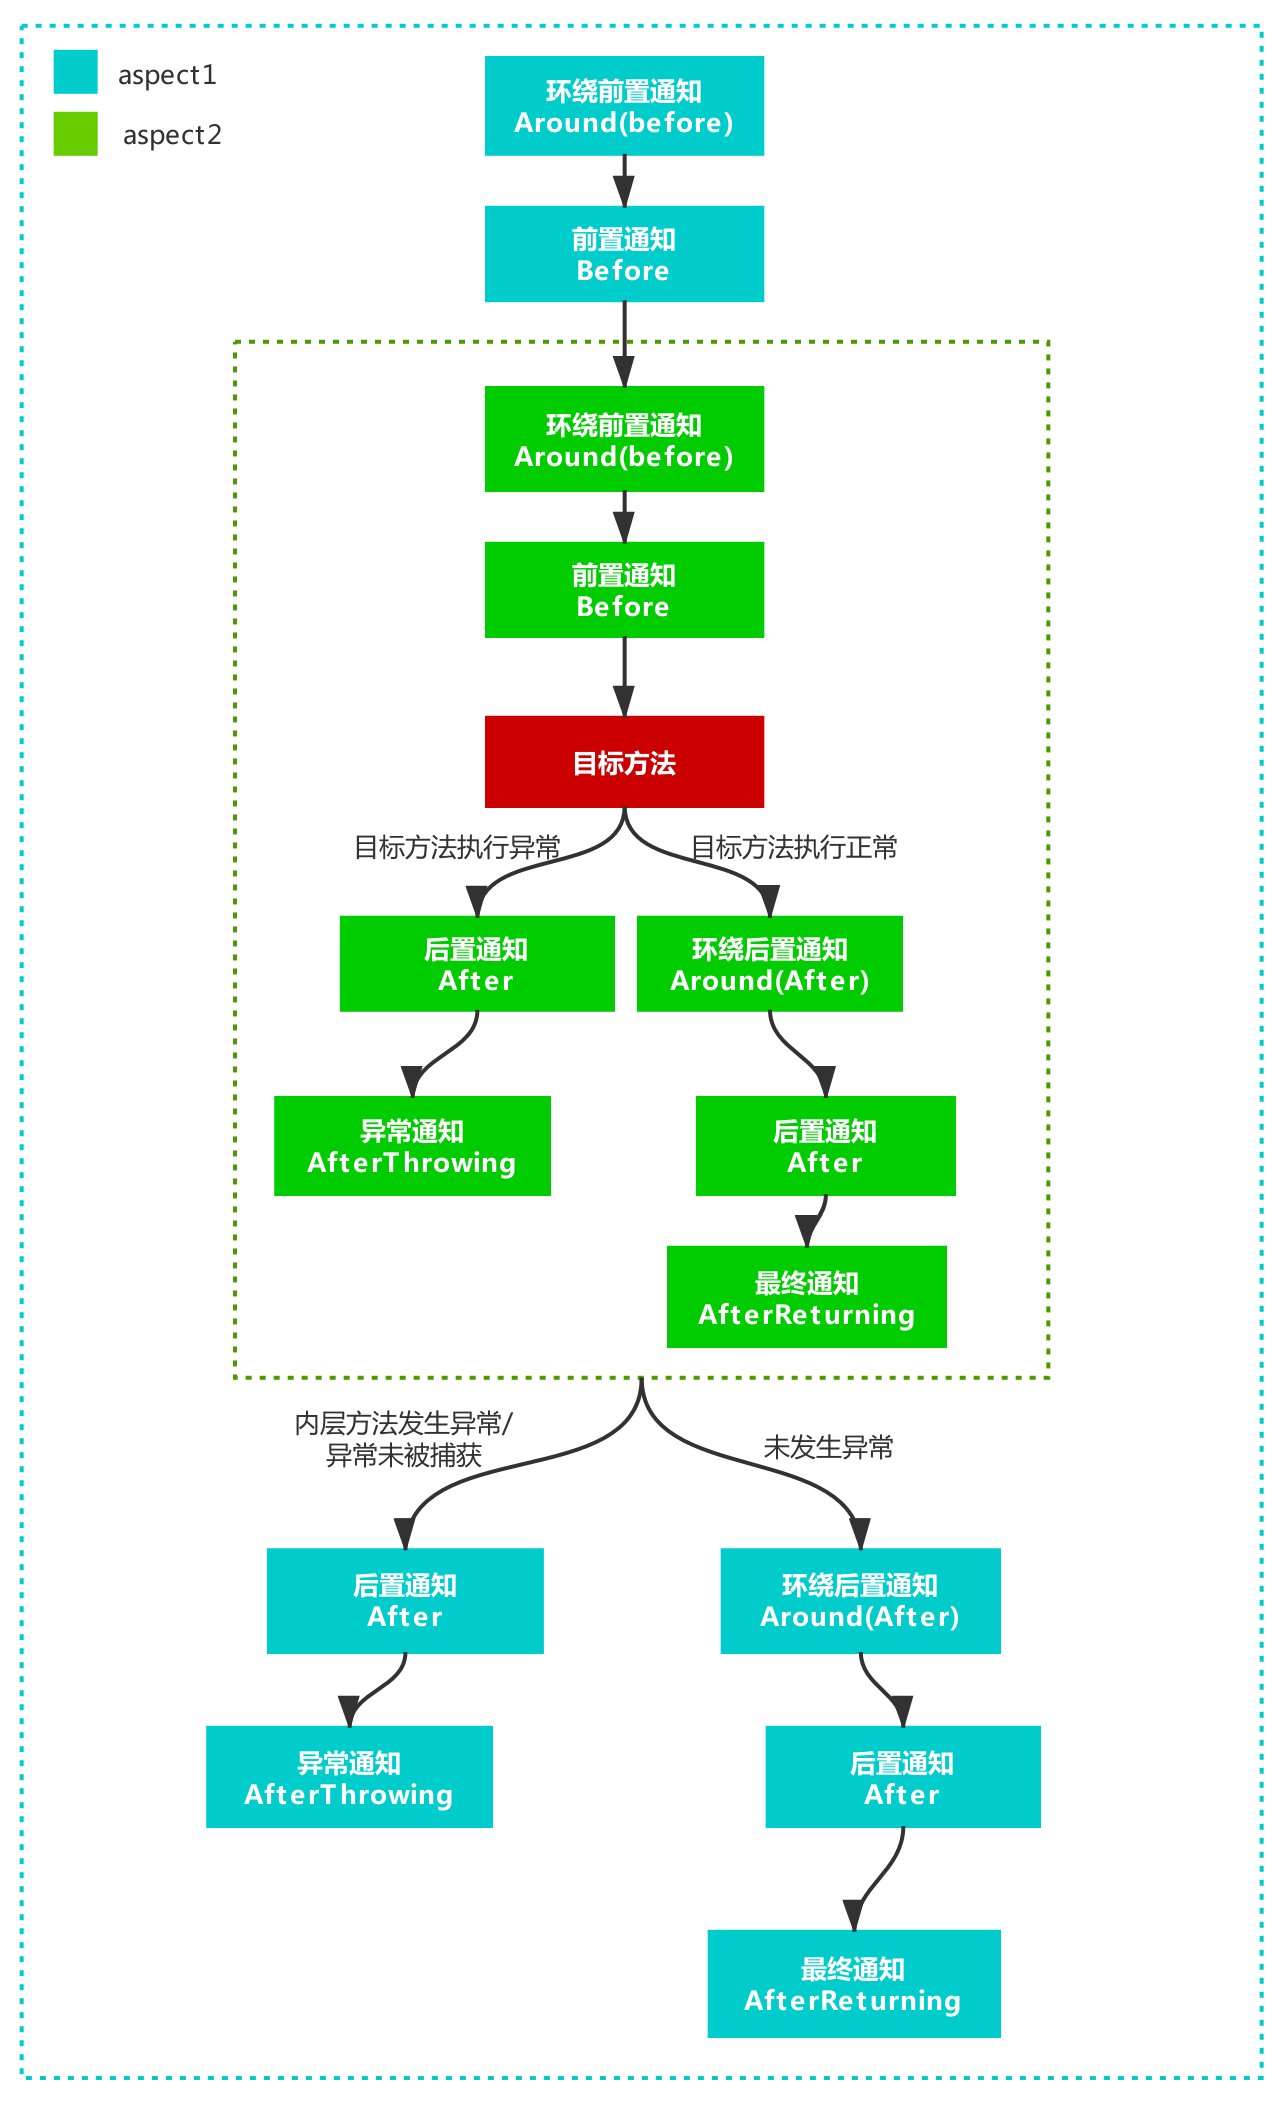 aspect1
aspect2
环绕前置通知
Around(before)
前置通知
Before
环绕前置通知
Around(before)
前置通知
Before
目标方法
目标方法执行异常
目标方法执行正常
后置通知
After
环绕后置通知
Around(After)
异常通知
AfterThrowing
后置通知
After
最终通知
AfterReturning
内层方法发生异常/
异常未被捕获
未发生异常
后置通知
After
环绕后置通知
Around(After)
异常通知
AfterThrowing
后置通知
After
最终通知
AfterReturning